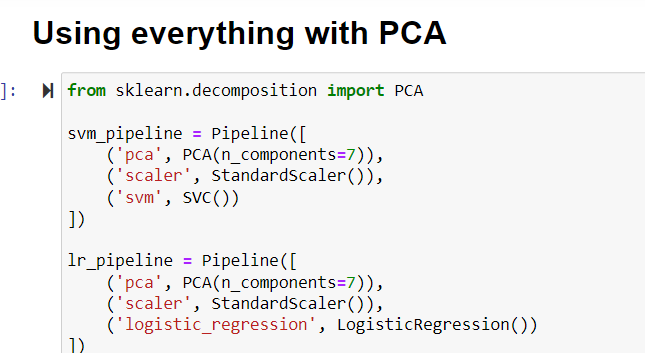 Using everything with PCA
]:
from sklearn.decomposition import PCA
svm_pipeline = Pipeline([
('pca', PCA(n_components=7)),
('scaler', StandardScaler()),
('svm', SVC())
])
lr_pipeline = Pipeline([
('pca', PCA(n_components=7)),
('scaler', StandardScaler()),
('logistic_regression', LogisticRegression())
])